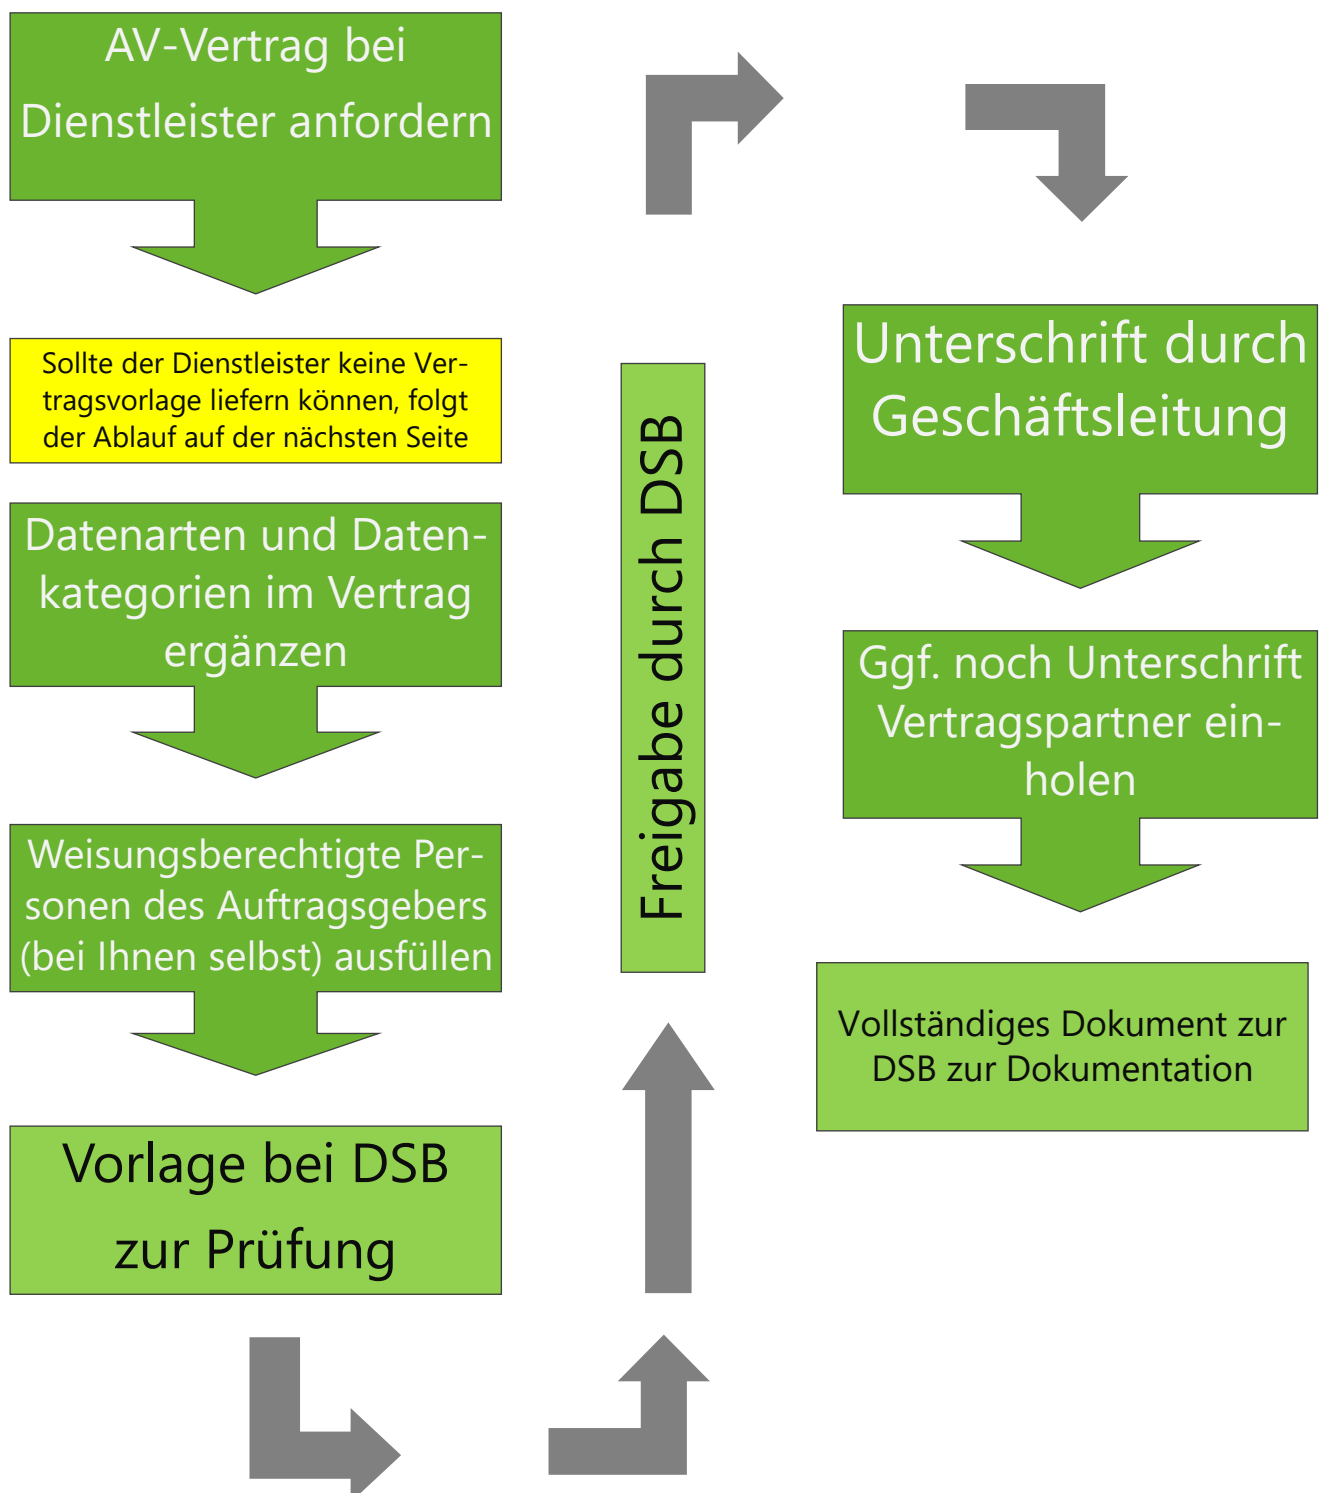 AV-Vertrag bei
Dienstleister anfordern
Sollte der Dienstleister keine Ver-
tragsvorlage liefern können, folgt
der Ablauf auf der nächsten Seite
Datenarten und Daten-
kategorien im Vertrag
ergänzen
Weisungsberechtigte Per-
sonen des Auftragsgebers
(bei Ihnen selbst) ausfüllen
Vorlage bei DSB
zur Prüfung
Freigabe durch DSB
Unterschrift durch
Geschäftsleitung
Ggf. noch Unterschrift
Vertragspartner ein-
holen
Vollständiges Dokument zur
DSB zur Dokumentation